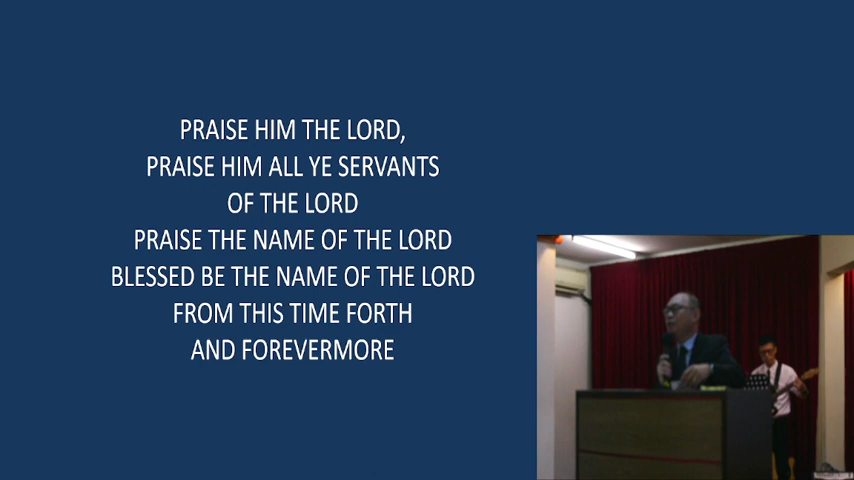 PRAISE HIM THE LORD,
PRAISE HIM ALL YE SERVANTS
OF THE LORD
PRAISE THE NAME OF THE LORD
BLESSED BE THE NAME OF THE LORD
FROM THIS TIME FORTH
AND FOREVERMORE